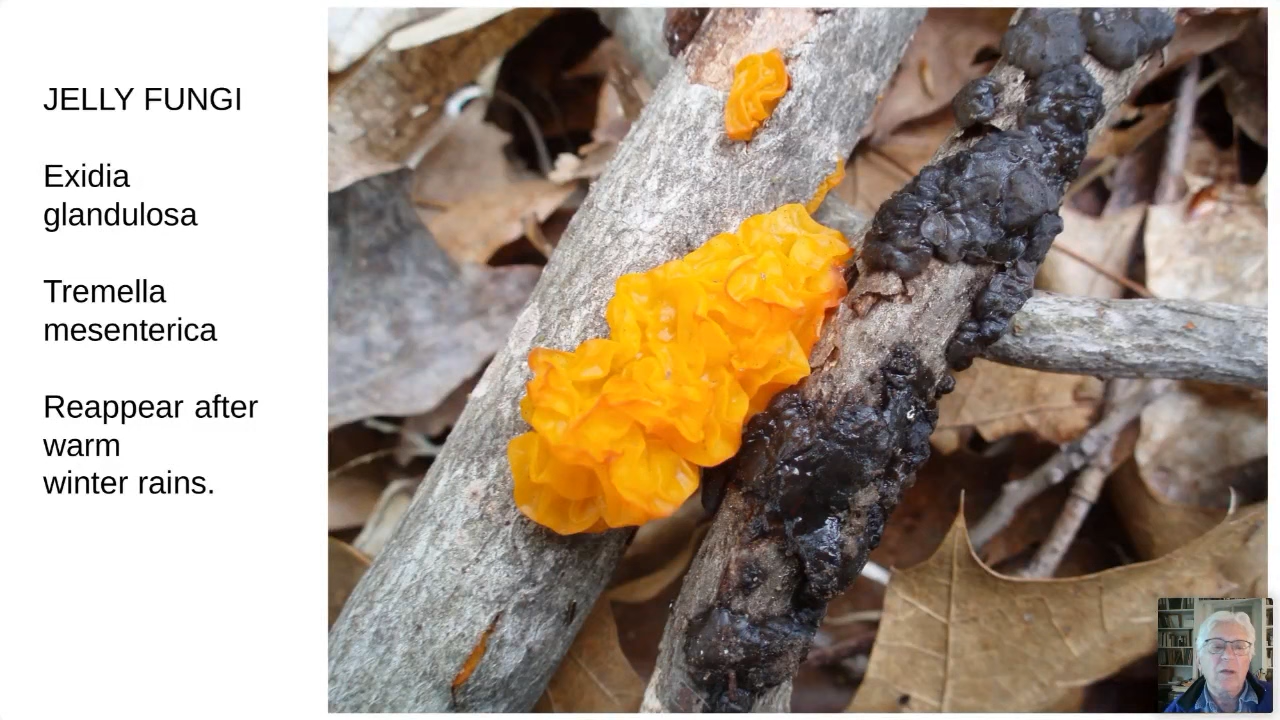 JELLY FUNGI
Exidia
glandulosa
Tremella
mesenterica
Reappear after
warm
winter rains.